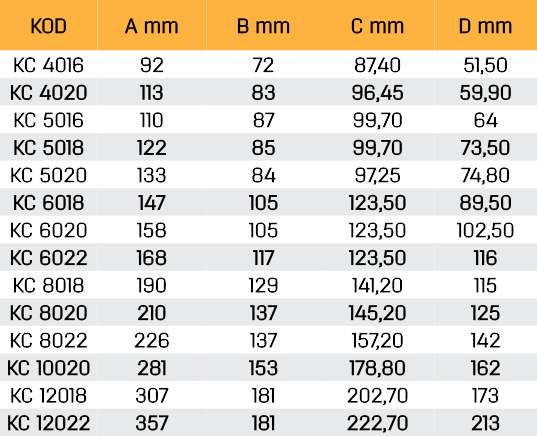 KOD A mm B mm C mm D mm
KC 4016 92 72 87,40 51,50
KC 4020 113 83 96,45 59,90
KC 5016 110 87 99,70 64
KC 5018 122 85 99,70 73,50
KC 5020 133 84 97,25 74,80
KC 6018 147 105 123,50 89,50
KC 6020 158 105 123,50 102,50
KC 6022 168 117 123,50 116
KC 8018 190 129 141,20 115
KC 8020 210 137 145,20 125
KC 8022 226 137 157,20 142
KC 10020 281 153 178,80 162
KC 12018 307 181 202,70 173
KC 12022 357 181 222,70 213